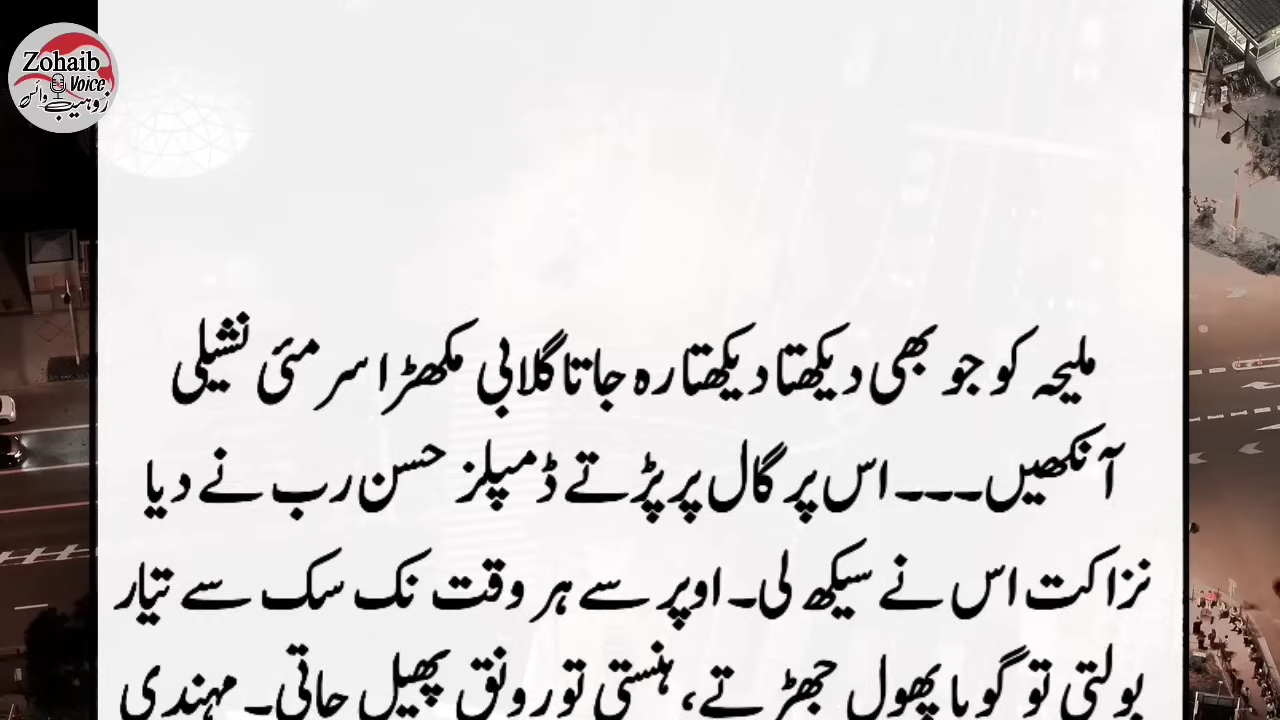 Zohaib
Voice
زوہیب وائس
ملیحہ کو جو بھی دیکھتا دیکھتا رہ جاتا گلابی مکھڑا سرمئی نشیلی
آنکھیں۔۔۔ اس پر گال پر پڑتے ڈمپلز حسن رب نے دیا
نزاکت اس نے سیکھ لی۔ اوپر سے ہر وقت نک سک سے تیار
بولتی تو گویا پھول جھڑتے، ہنستی تو رونق پھیل جاتی۔ مہندی